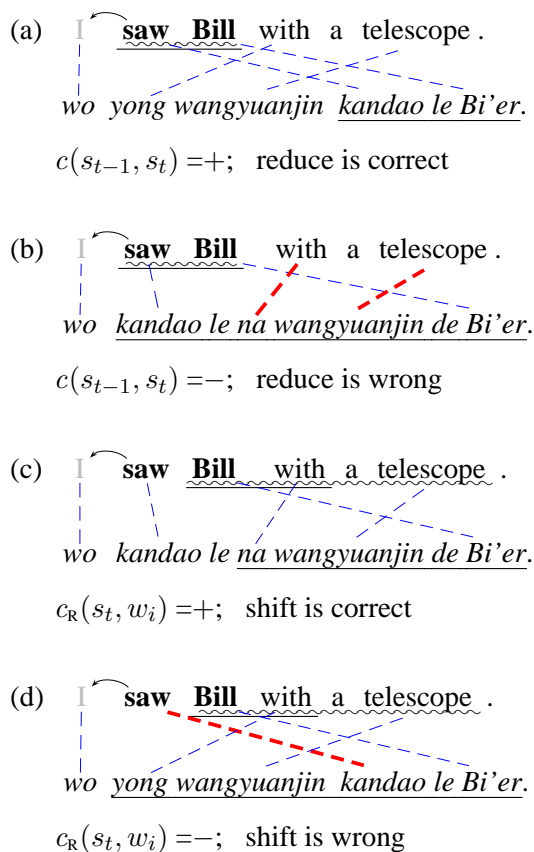 (a) I saw Bill with a telescope .
wo yong wangyuanjin kandao le Bi'er.
c(sₜ₋₁, sₜ) =+; reduce is correct
(b) I saw Bill with a telescope .
wo kandao le na wangyuanjin de Bi'er.
c(sₜ₋₁, sₜ) =−; reduce is wrong
(c) I saw Bill with a telescope .
wo kandao le na wangyuanjin de Bi'er.
c_R(sₜ, wᵢ) =+; shift is correct
(d) I saw Bill with a telescope .
wo yong wangyuanjin kandao le Bi'er.
c_R(sₜ, wᵢ) =−; shift is wrong